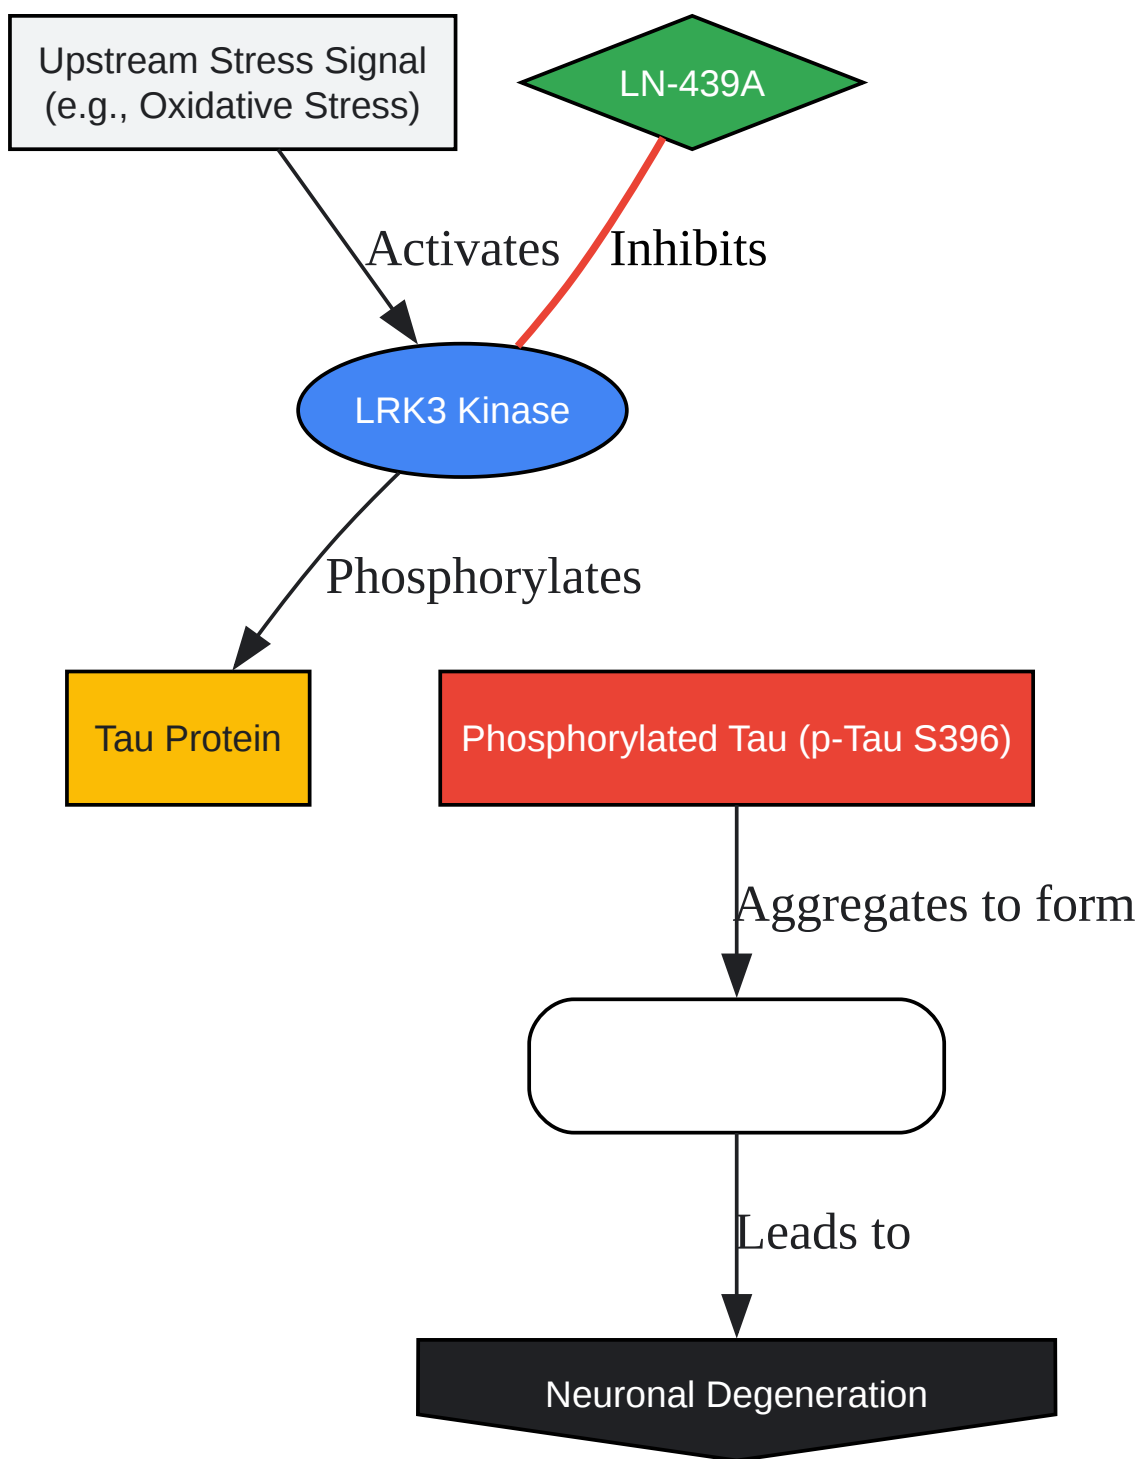 Upstream Stress Signal
(e.g., Oxidative Stress)
LN-439A
Activates
Inhibits
LRK3 Kinase
Phosphorylates
Tau Protein
Phosphorylated Tau (p-Tau S396)
Aggregates to form
Leads to
Neuronal Degeneration